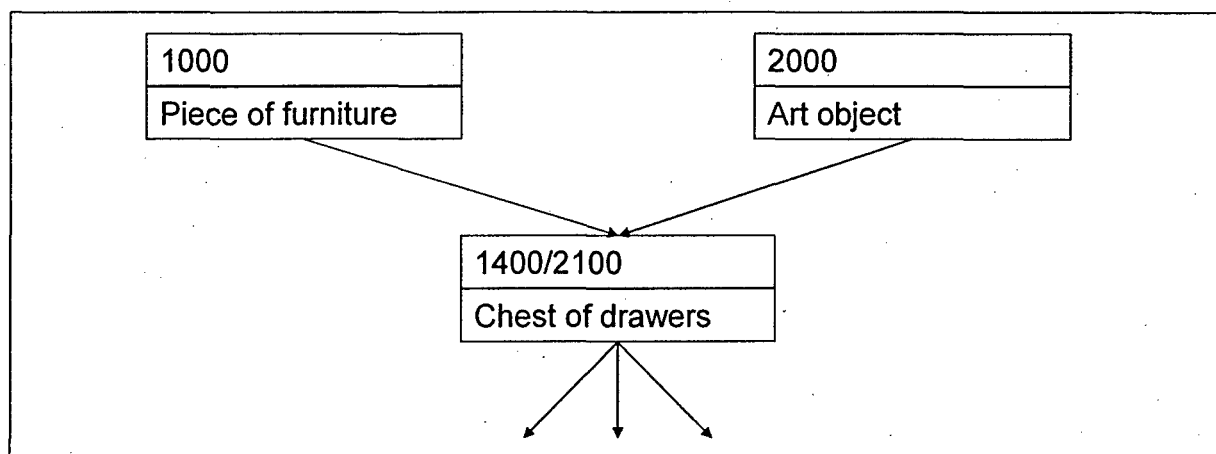 1000
Piece of furniture
2000
Art object
1400/2100
Chest of drawers